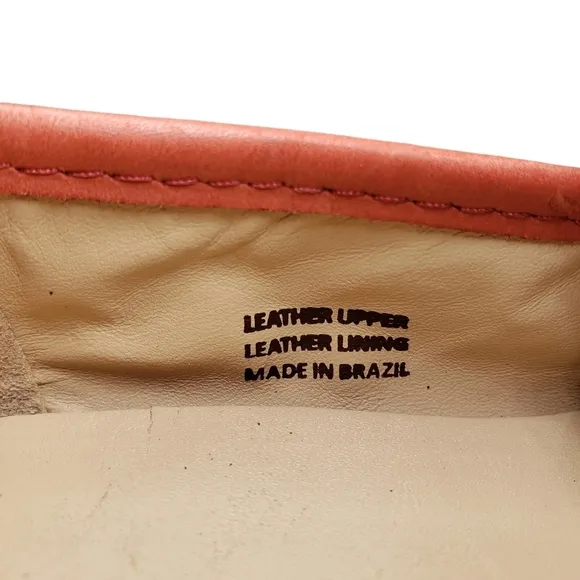 LEATHER UPPER
LEATHER LINING
MADE IN BRAZIL